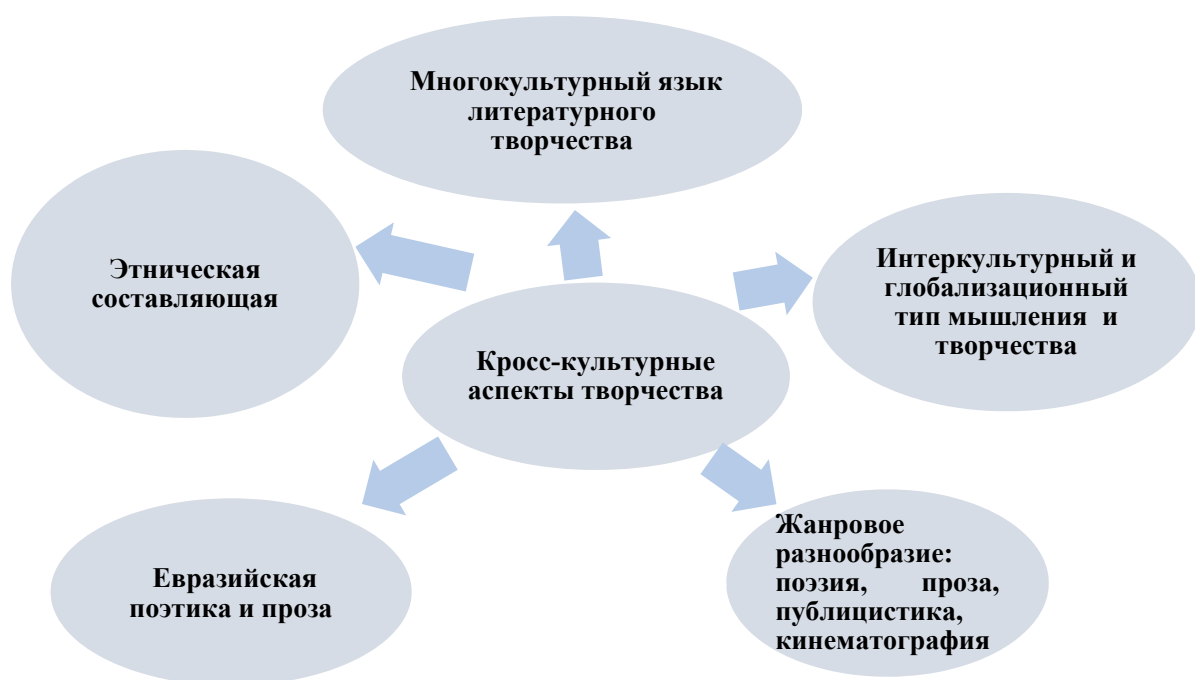 Многокультурный язык
литературного
творчества
Этническая
составляющая
Интеркультурный и
глобализационный
тип мышления и
творчества
Кросс-культурные
аспекты творчества
Евразийская
поэтика и проза
Жанровое
разнообразие:
поэзия, проза,
публицистика,
кинематография